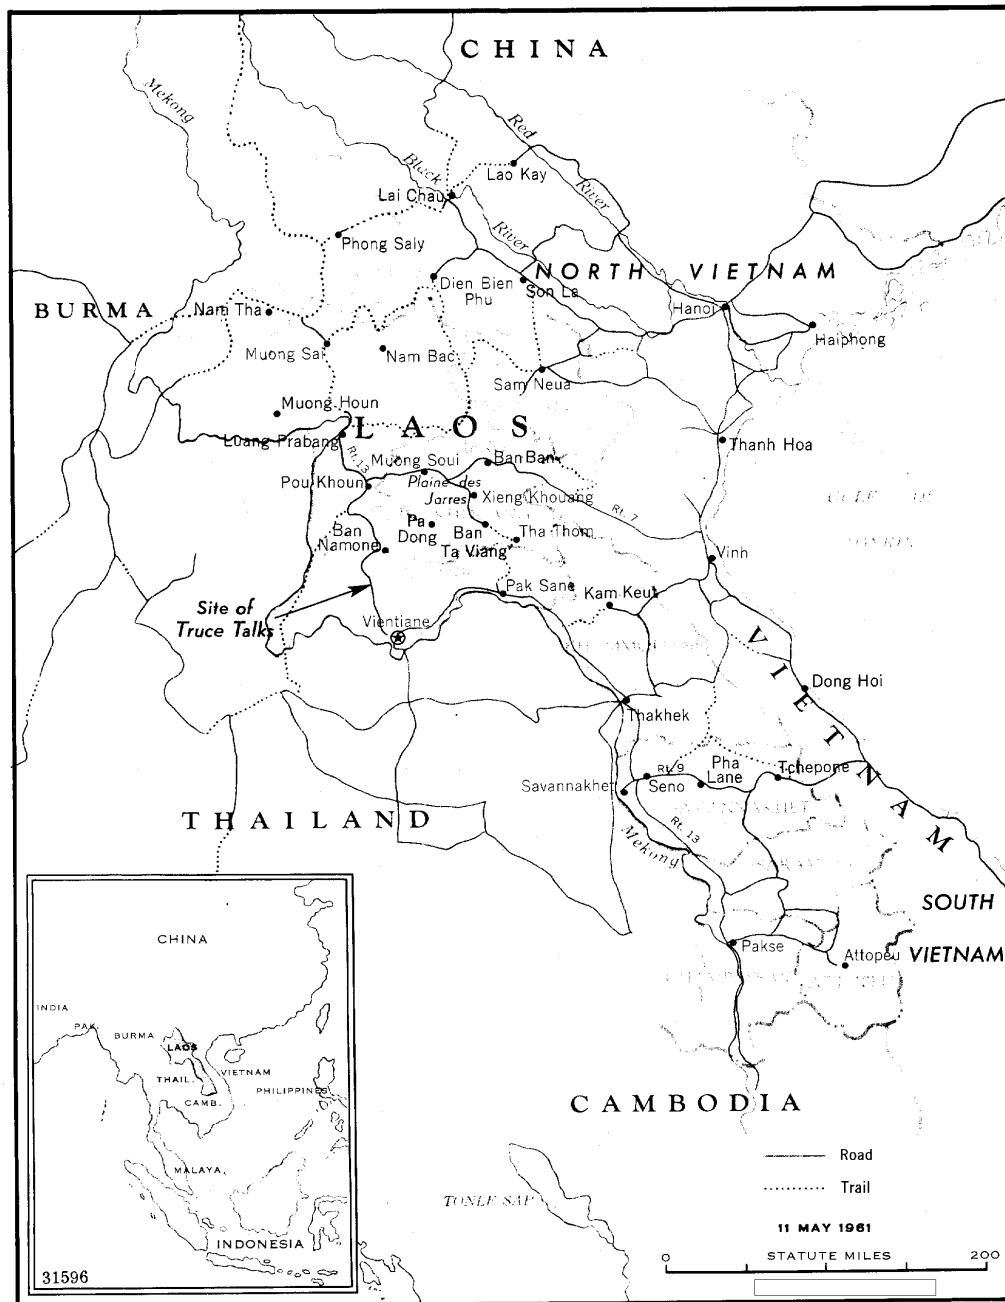 CHINA
Mekong
Red
River
Black
River
Lao Kay
Lai Chau
Phong Saly
NORTH VIETNAM
Dien Bien
Phu
Son La
BURMA
Nam Tha
Hanoi
Haiphong
Muong Sai
Nam Bac
Sam Neua
Muong Houn
LAOS
Luang Prabang
Rt. 13
Thanh Hoa
Muong Soui
Ban Ban
Pou Khoun
Plaine des
Jarres
Xieng Khouang
GULF OF
TONKIN
Rt. 7
Ban
Namone
Pa
Dong
Ban
Ta Viang
Tha Thom
Vinh
Pak Sane
Kam Keut
Site of
Truce Talks
Vientiane
VIETNAM
Dong Hoi
Thakhek
Rt. 9
Pha
Lane
Tchepone
Savannakhet
Seno
THAILAND
Rt. 13
Mekong
SOUTH
VIETNAM
Pakse
Attopeu
CAMBODIA
TONLE SAP
Road
Trail
11 MAY 1961
STATUTE MILES
0 200
CHINA
INDIA
PAK.
BURMA
LAOS
THAIL.
VIETNAM
CAMB.
PHILIPPINES
MALAYA
INDONESIA
31596